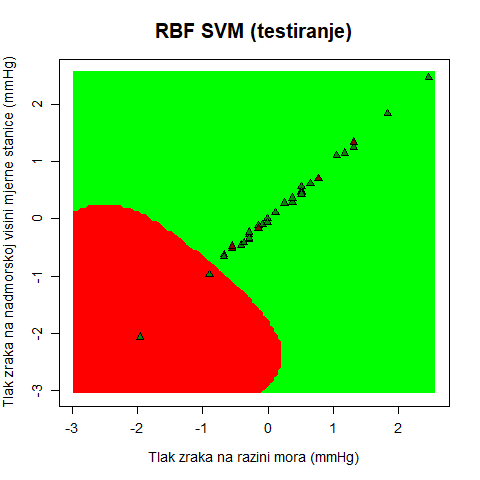 RBF SVM (testiranje)
Tlak zraka na nadmorskoj visini mjerne stanice (mmHg)
2
1
0
-1
-2
-3
-3 -2 -1 0 1 2
Tlak zraka na razini mora (mmHg)